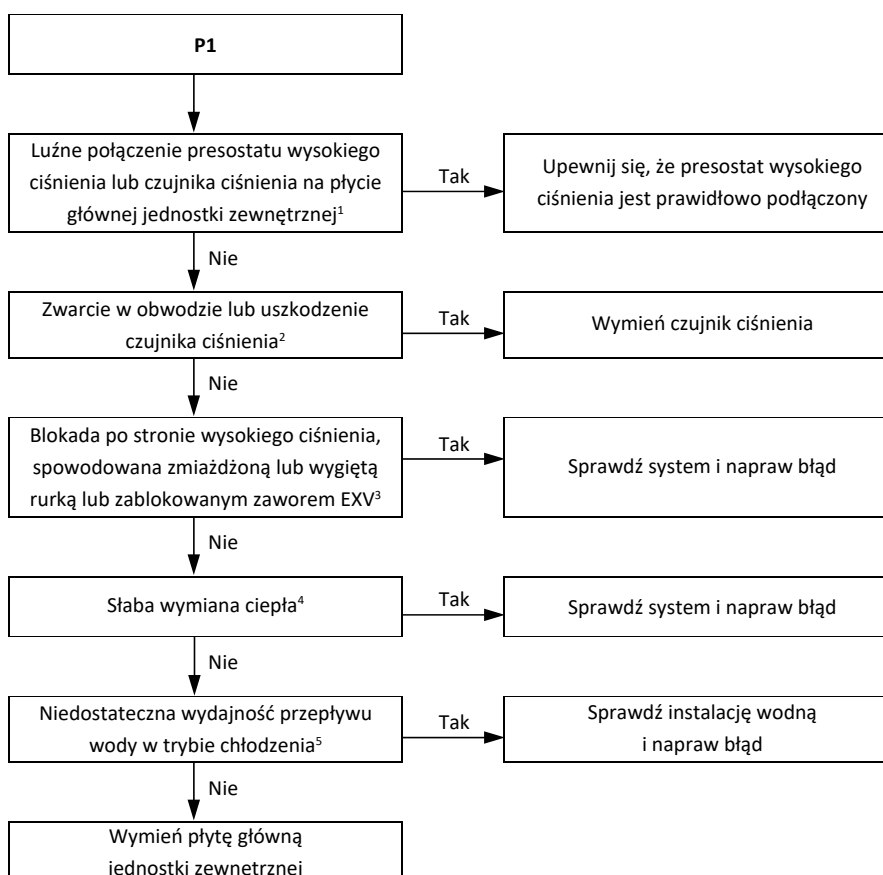 P1
Luźne połączenie presostatu wysokiego
ciśnienia lub czujnika ciśnienia na płycie
głównej jednostki zewnętrznej¹
Tak
Upewnij się, że presostat wysokiego
ciśnienia jest prawidłowo podłączony
Nie
Zwarcie w obwodzie lub uszkodzenie
czujnika ciśnienia²
Tak
Wymień czujnik ciśnienia
Nie
Blokada po stronie wysokiego ciśnienia,
spowodowana zmiażdżoną lub wygiętą
rurką lub zablokowanym zaworem EXV³
Tak
Sprawdź system i napraw błąd
Nie
Słaba wymiana ciepła⁴
Tak
Sprawdź system i napraw błąd
Nie
Niedostateczna wydajność przepływu
wody w trybie chłodzenia⁵
Tak
Sprawdź instalację wodną
i napraw błąd
Nie
Wymień płytę główną
jednostki zewnętrznej